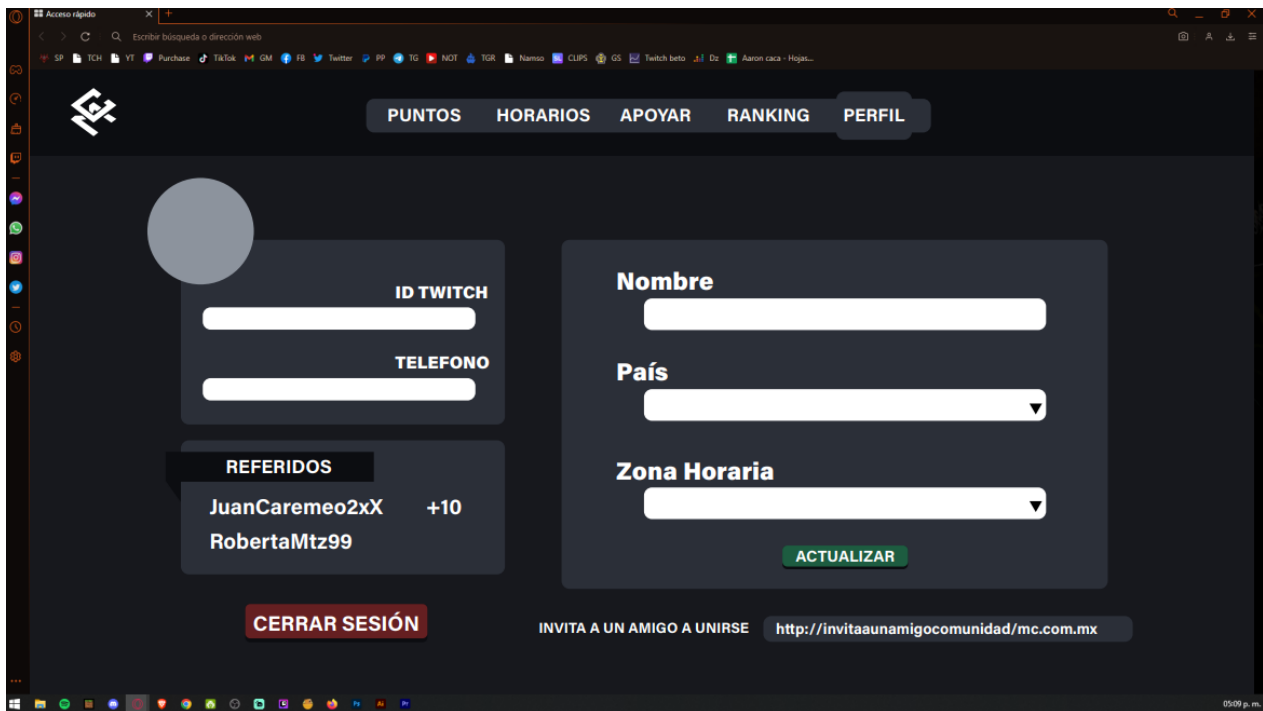 Acceso rápido
Escribir búsqueda o dirección web
SP TCH YT Purchase TikTok GM FB Twitter PP TG NOT TGR Namso CLIPS GS Twitch beto Dz Aaron caca - Hojas...
PUNTOS HORARIOS APOYAR RANKING PERFIL
ID TWITCH
TELEFONO
REFERIDOS
JuanCaremeo2xX +10
RobertaMtz99
CERRAR SESIÓN
Nombre
País
Zona Horaria
ACTUALIZAR
INVITA A UN AMIGO A UNIRSE http://invitaaunamigocomunidad/mc.com.mx
Ps Ai Pr
05:09 p. m.